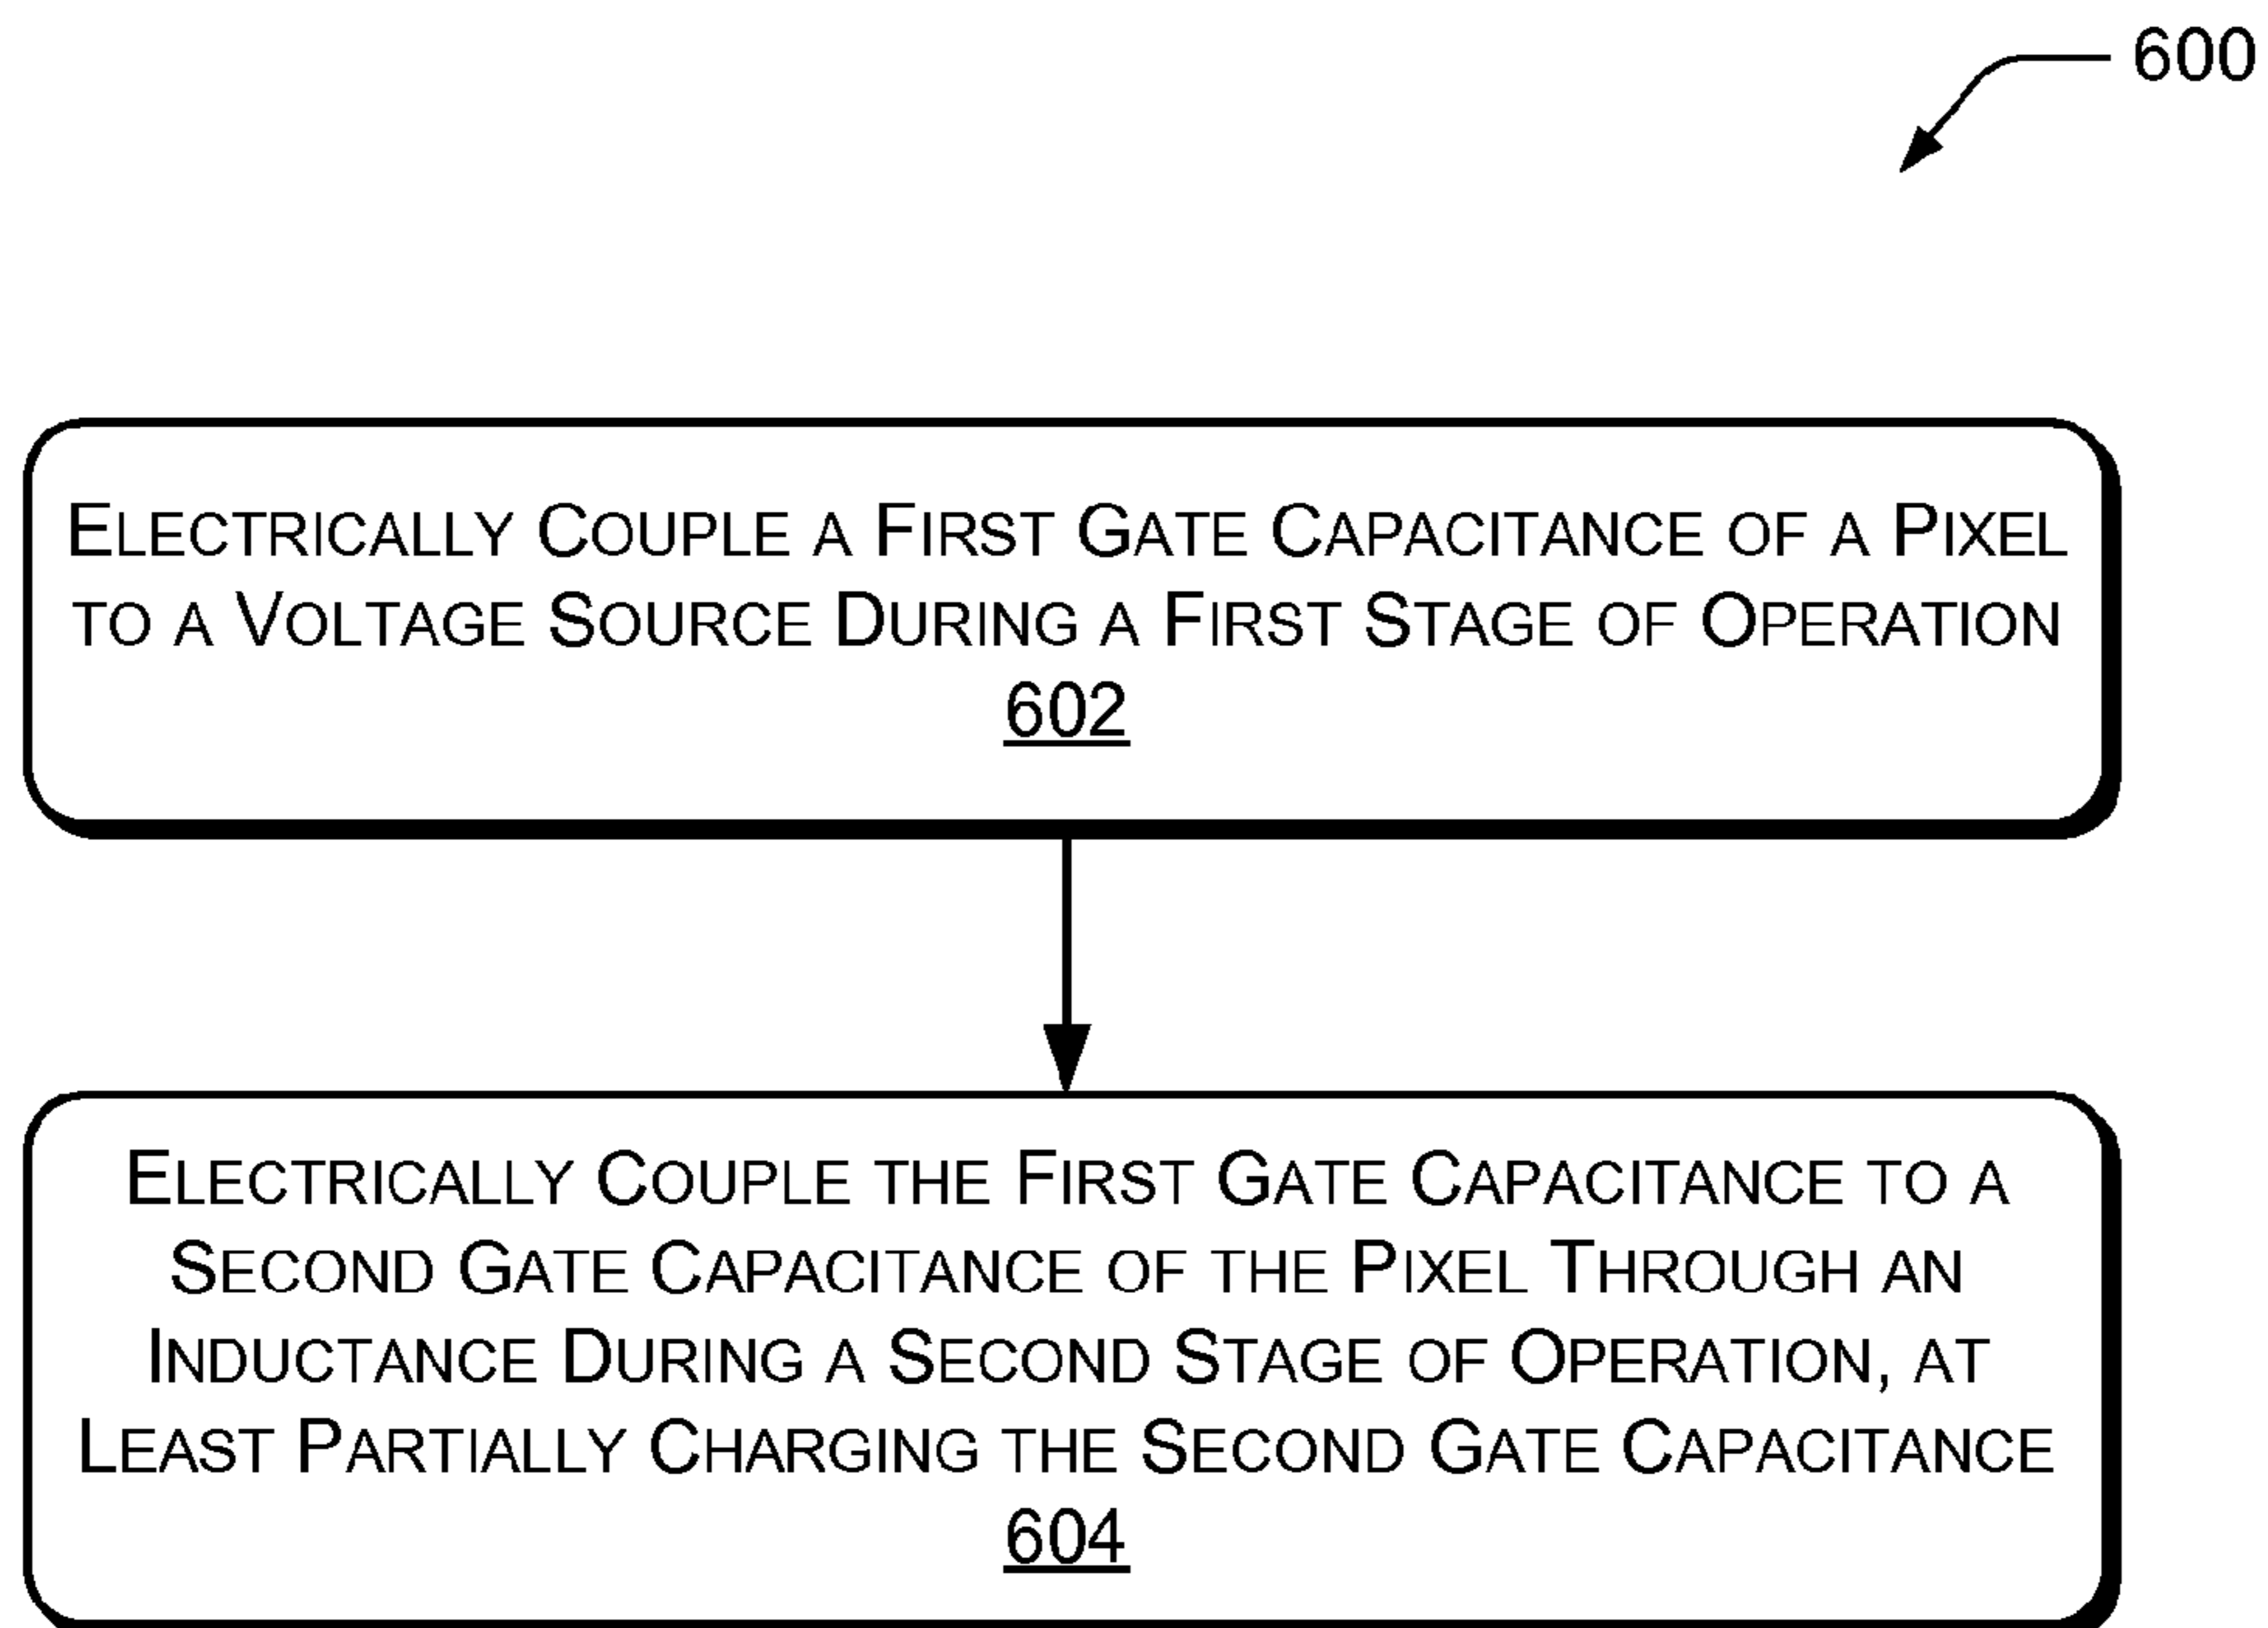 600
ELECTRICALLY COUPLE A FIRST GATE CAPACITANCE OF A PIXEL
TO A VOLTAGE SOURCE DURING A FIRST STAGE OF OPERATION
602
ELECTRICALLY COUPLE THE FIRST GATE CAPACITANCE TO A
SECOND GATE CAPACITANCE OF THE PIXEL THROUGH AN
INDUCTANCE DURING A SECOND STAGE OF OPERATION, AT
LEAST PARTIALLY CHARGING THE SECOND GATE CAPACITANCE
604